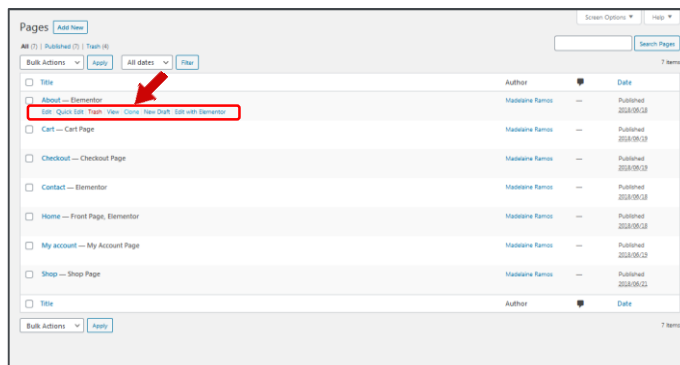 Screen Options ▼ Help ▼
Pages Add New
All (7) | Published (7) | Trash (4)
Search Pages
Bulk Actions Apply All dates Filter 7 items
Title Author Date
About — Elementor Madelaine Ramos — Published
Edit Quick Edit Trash View Clone New Draft Edit with Elementor 2018/06/18
Cart — Cart Page Madelaine Ramos — Published
2018/06/19
Checkout — Checkout Page Madelaine Ramos — Published
2018/06/19
Contact — Elementor Madelaine Ramos — Published
2018/06/18
Home — Front Page, Elementor Madelaine Ramos — Published
2018/06/18
My account — My Account Page Madelaine Ramos — Published
2018/06/19
Shop — Shop Page Madelaine Ramos — Published
2018/06/21
Title Author Date
Bulk Actions Apply 7 items